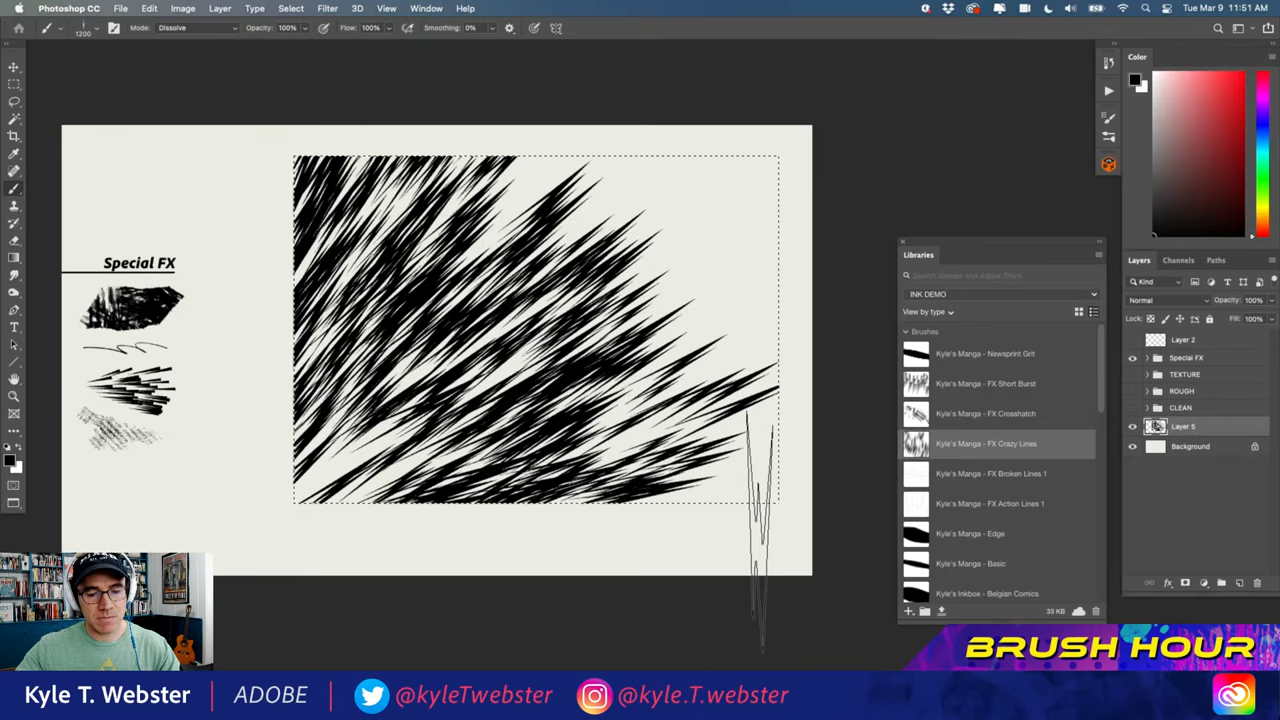 Photoshop CC File Edit Image Layer Type Select Filter 3D View Window Help Tue Mar 9 11:51 AM
1200 Mode: Dissolve Opacity: 100% Flow: 100% Smoothing: 0%
Color
Special FX
Libraries
INK DEMO
View by type
Brushes
Kyle's Manga - Newsprint Grit
Kyle's Manga - FX Short Burst
Kyle's Manga - FX Crosshatch
Kyle's Manga - FX Crazy Lines
Kyle's Manga - FX Broken Lines 1
Kyle's Manga - FX Action Lines 1
Kyle's Manga - Edge
Kyle's Manga - Basic
Kyle's Inkbox - Belgian Comics
33 KB
Layers Channels Paths
Kind
Normal Opacity: 100%
Lock: Fill: 100%
Layer 2
Special FX
TEXTURE
ROUGH
CLEAN
Layer 5
Background
BRUSH HOUR
Kyle T. Webster ADOBE @kyleTwebster @kyle.T.webster